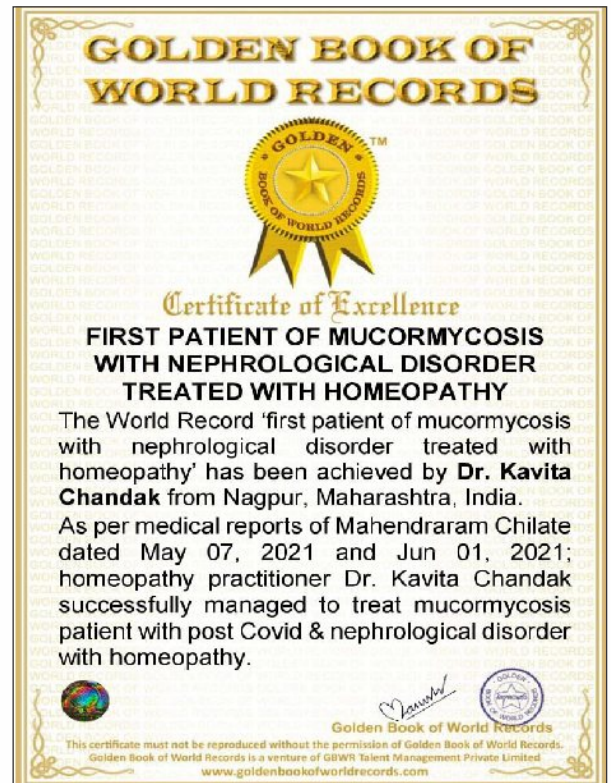 GOLDEN BOOK OF
WORLD RECORDS
GOLDEN
BOOK OF WORLD RECORDS
TM
Certificate of Excellence
FIRST PATIENT OF MUCORMYCOSIS
WITH NEPHROLOGICAL DISORDER
TREATED WITH HOMEOPATHY
The World Record ‘first patient of mucormycosis
with nephrological disorder treated with
homeopathy’ has been achieved by Dr. Kavita
Chandak from Nagpur, Maharashtra, India.
As per medical reports of Mahendraram Chilate
dated May 07, 2021 and Jun 01, 2021;
homeopathy practitioner Dr. Kavita Chandak
successfully managed to treat mucormycosis
patient with post Covid & nephrological disorder
with homeopathy.
Golden Book of World Records
This certificate must not be reproduced without the permission of Golden Book of World Records.
Golden Book of World Records is a venture of GBWR Talent Management Private Limited
www.goldenbookofworldrecords.com